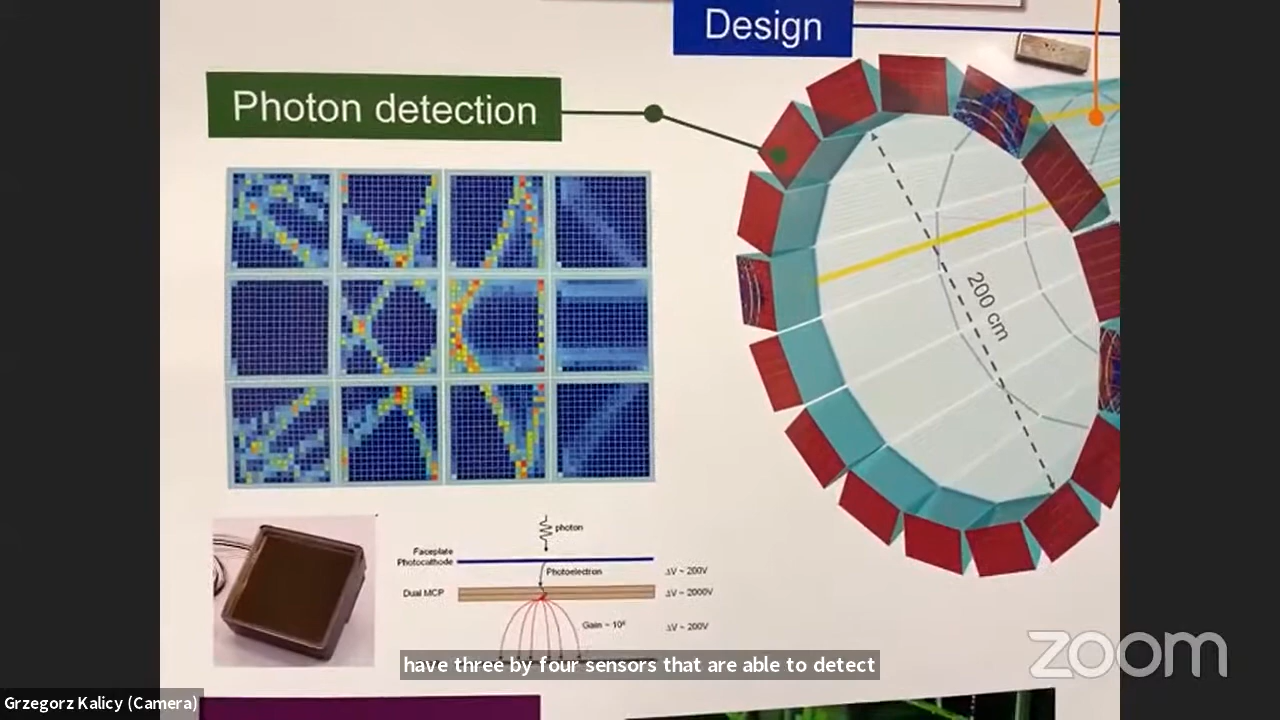 Design
Photon detection
200 cm
photon
Faceplate
Photocathode
Photoelectron
ΔV ~ 200V
Dual MCP
ΔV ~ 2000V
Gain ~ 10⁶
ΔV ~ 200V
have three by four sensors that are able to detect
zoom
Grzegorz Kalicy (Camera)